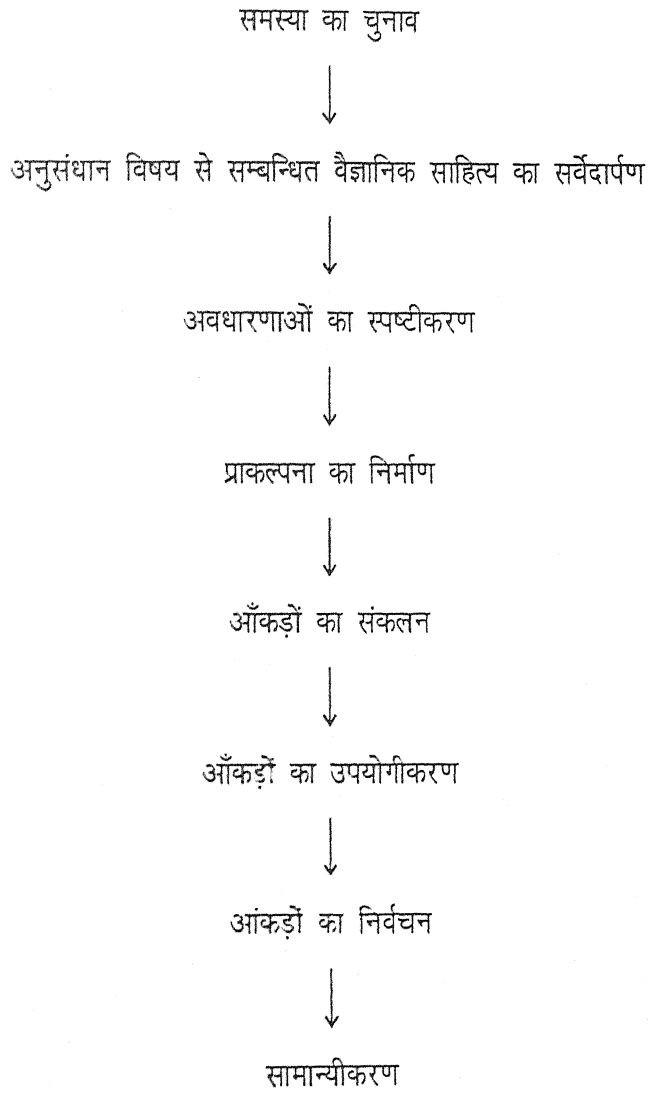 समस्या का चुनाव
अनुसंधान विषय से सम्बन्धित वैज्ञानिक साहित्य का सर्वेदार्पण
अवधारणाओं का स्पष्टीकरण
प्राकल्पना का निर्माण
आँकड़ों का संकलन
आँकड़ों का उपयोगीकरण
आंकड़ों का निर्वचन
सामान्यीकरण